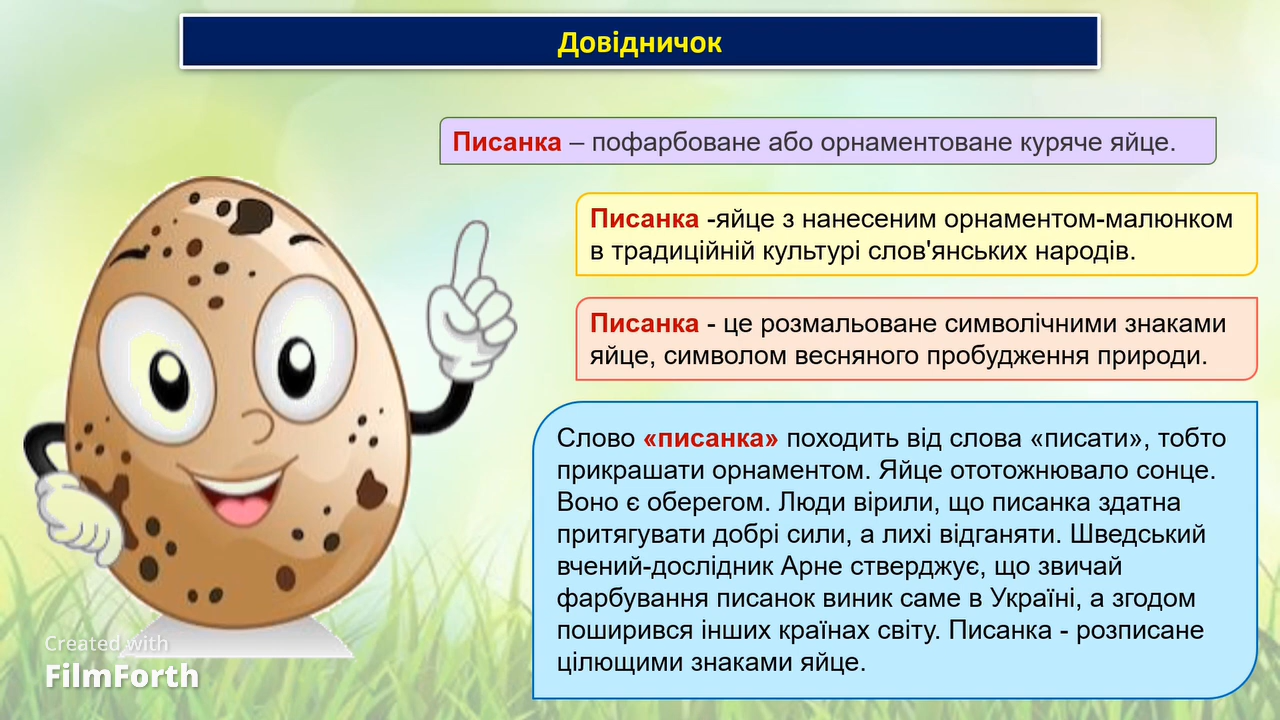 Довідничок
Писанка – пофарбоване або орнаментоване куряче яйце.
Писанка -яйце з нанесеним орнаментом-малюнком
в традиційній культурі слов'янських народів.
Писанка - це розмальоване символічними знаками
яйце, символом весняного пробудження природи.
Слово «писанка» походить від слова «писати», тобто
прикрашати орнаментом. Яйце ототожнювало сонце.
Воно є оберегом. Люди вірили, що писанка здатна
притягувати добрі сили, а лихі відганяти. Шведський
вчений-дослідник Арне стверджує, що звичай
фарбування писанок виник саме в Україні, а згодом
поширився інших країнах світу. Писанка - розписане
цілющими знаками яйце.
Created with
FilmForth